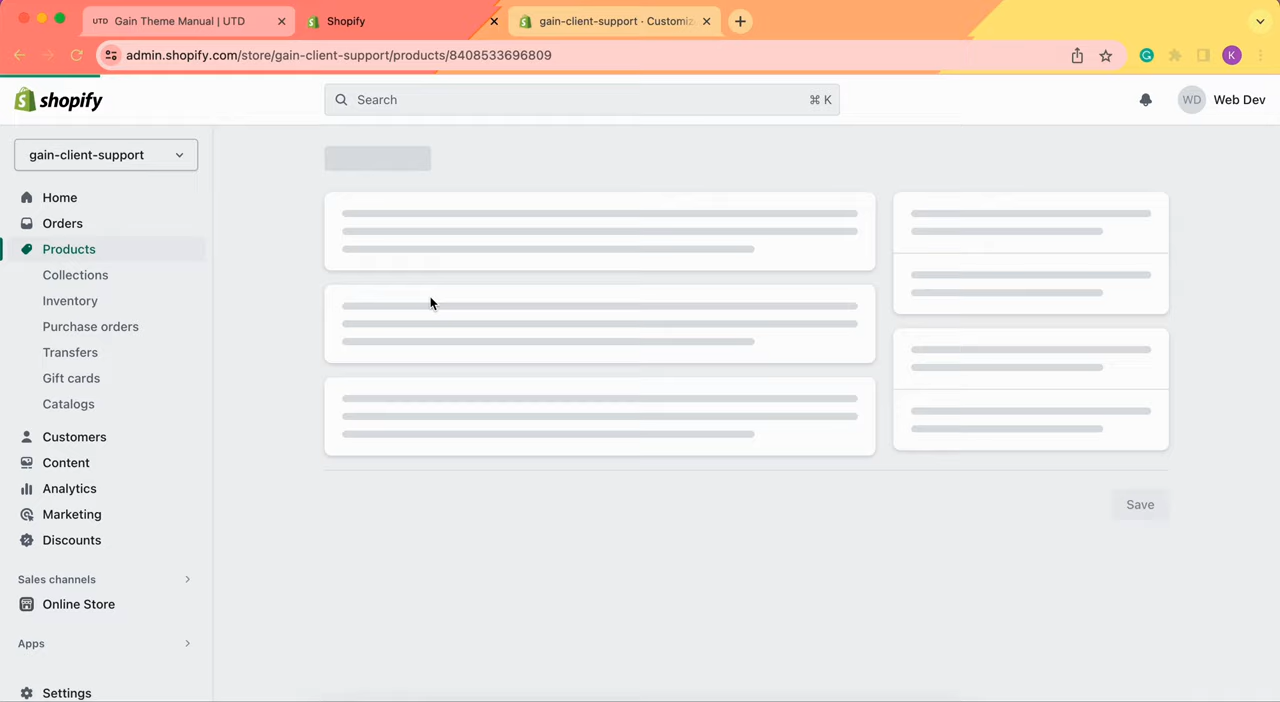 UTD Gain Theme Manual | UTD
Shopify
gain-client-support · Customiz
admin.shopify.com/store/gain-client-support/products/8408533696809
K
shopify
Search
⌘ K
WD
Web Dev
gain-client-support
Home
Orders
Products
Collections
Inventory
Purchase orders
Transfers
Gift cards
Catalogs
Customers
Content
Analytics
Marketing
Discounts
Sales channels
Online Store
Apps
Settings
Save